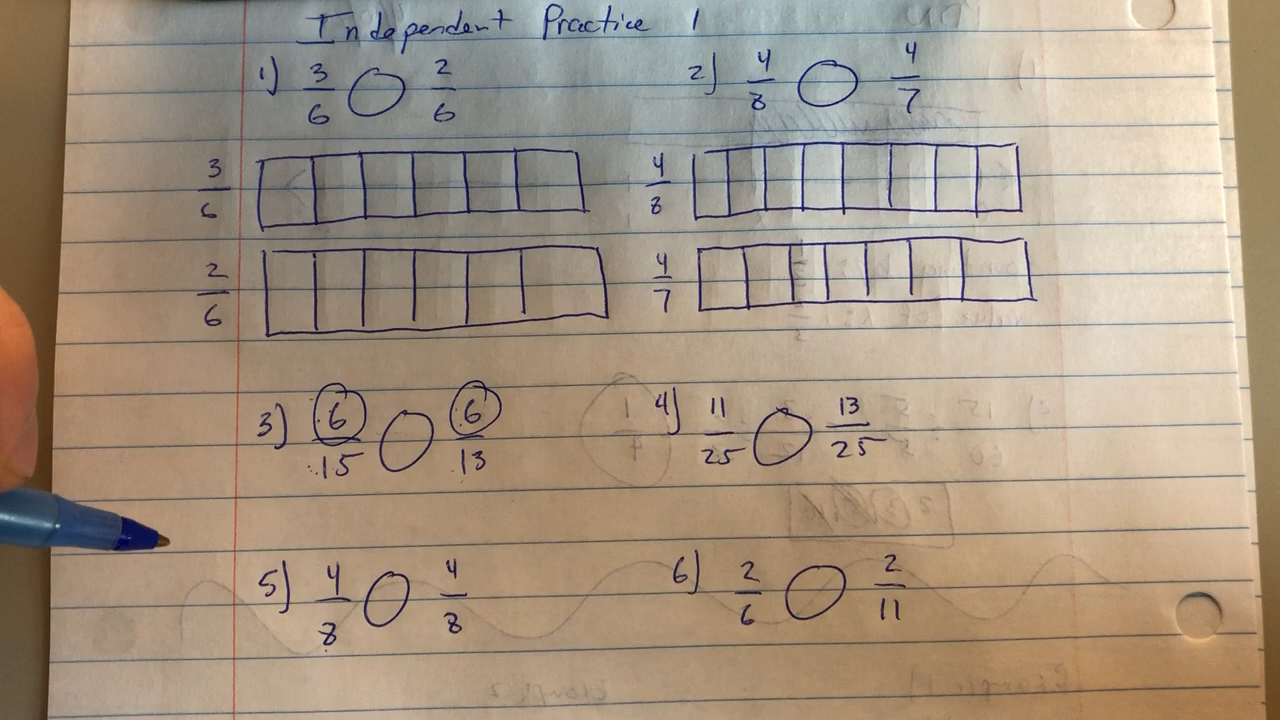 Independent Practice 1
1) 3/6 ◯ 2/6 2) 4/8 ◯ 4/7
3/6 4/8
2/6 4/7
3) 6/15 ◯ 6/13 4) 11/25 ◯ 13/25
5) 4/8 ◯ 4/8 6) 2/6 ◯ 2/11